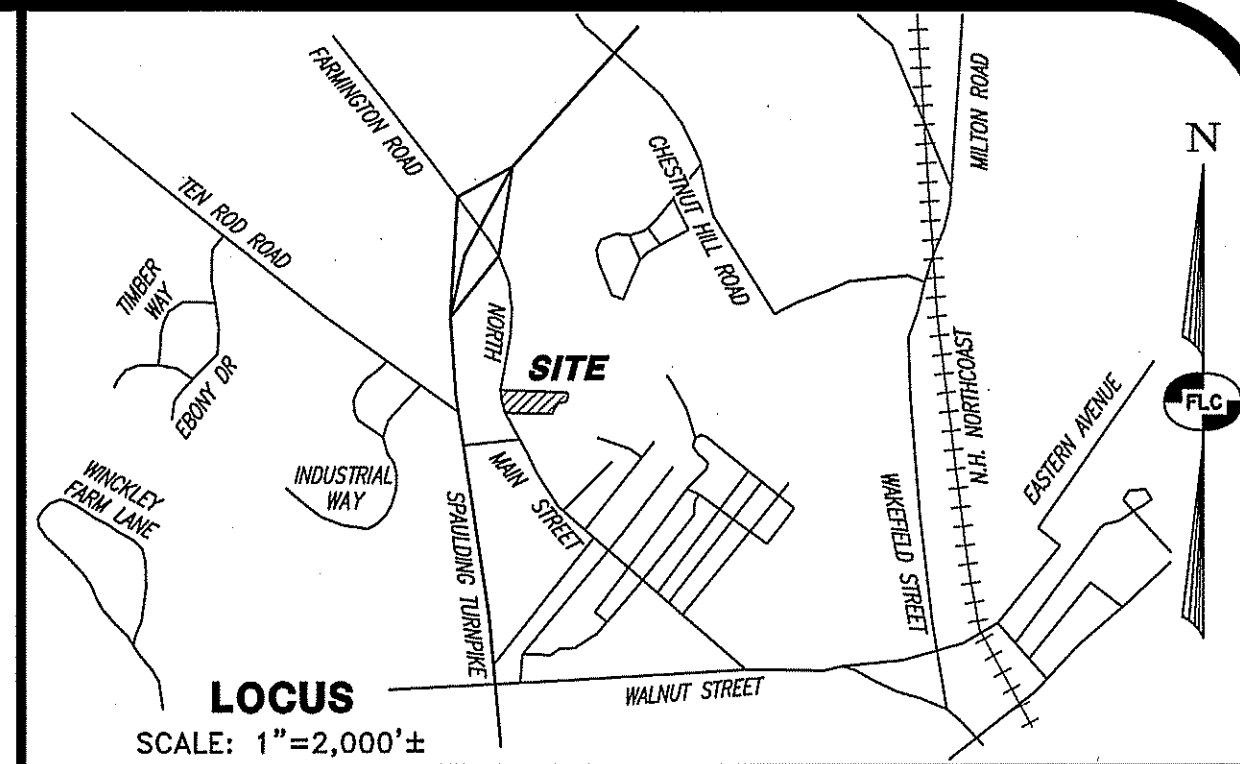 FARMINGTON ROAD
MILTON ROAD
N
CHESTNUT HILL ROAD
TEN ROD ROAD
TIMBER
WAY
NORTH
SITE
N.H. NORTHCOAST
EBONY DR
EASTERN AVENUE
FLC
MAIN STREET
INDUSTRIAL
WAY
WINCKLEY
FARM LANE
SPAULDING TURNPIKE
WAKEFIELD STREET
WALNUT STREET
LOCUS
SCALE: 1"=2,000'±